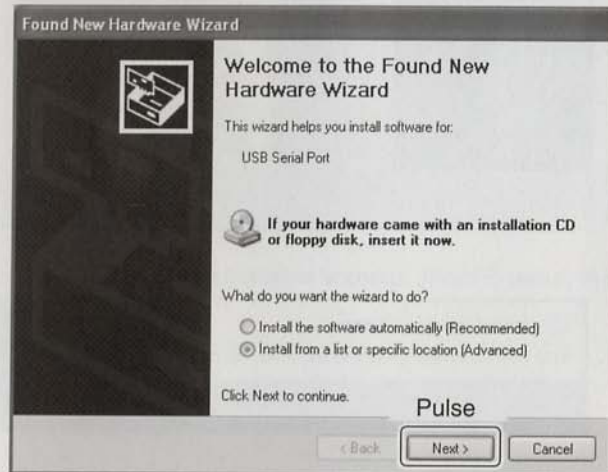 Found New Hardware Wizard
Welcome to the Found New
Hardware Wizard
This wizard helps you install software for:
USB Serial Port
If your hardware came with an installation CD
or floppy disk, insert it now.
What do you want the wizard to do?
Install the software automatically (Recommended)
Install from a list or specific location (Advanced)
Click Next to continue.
Pulse
< Back
Next >
Cancel